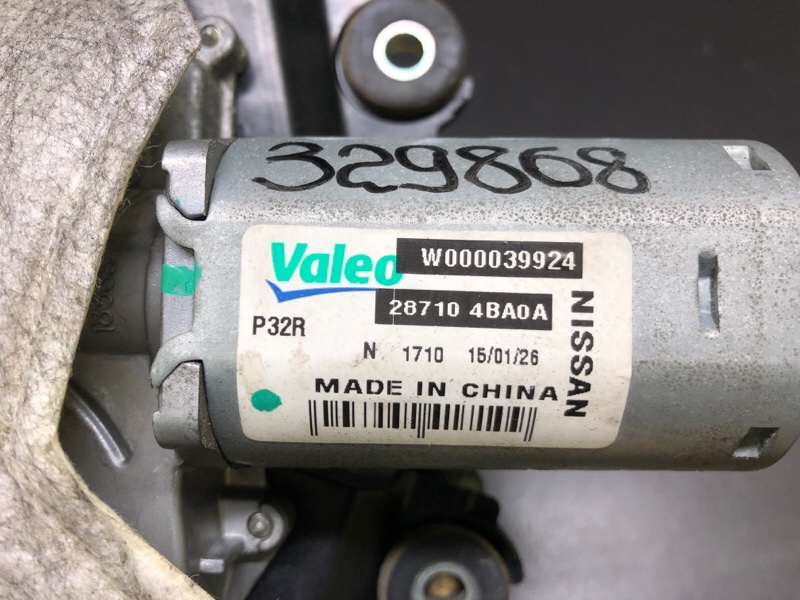 329868
Valeo W000039924
28710 4BA0A
P32R
N 1710 15/01/26
MADE IN CHINA
NISSAN